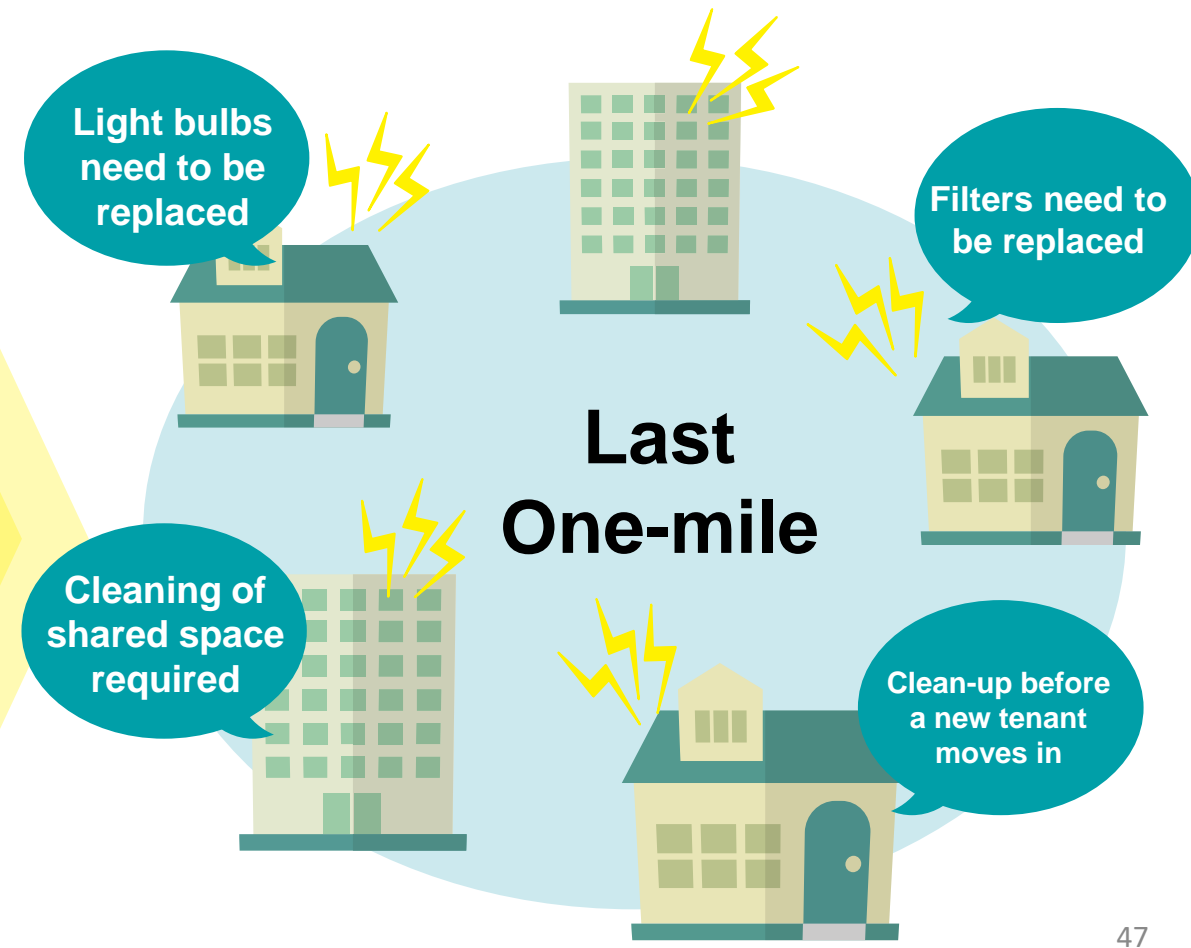 Light bulbs
need to be
replaced
Filters need to
be replaced
Last
One-mile
Cleaning of
shared space
required
Clean-up before
a new tenant
moves in
47